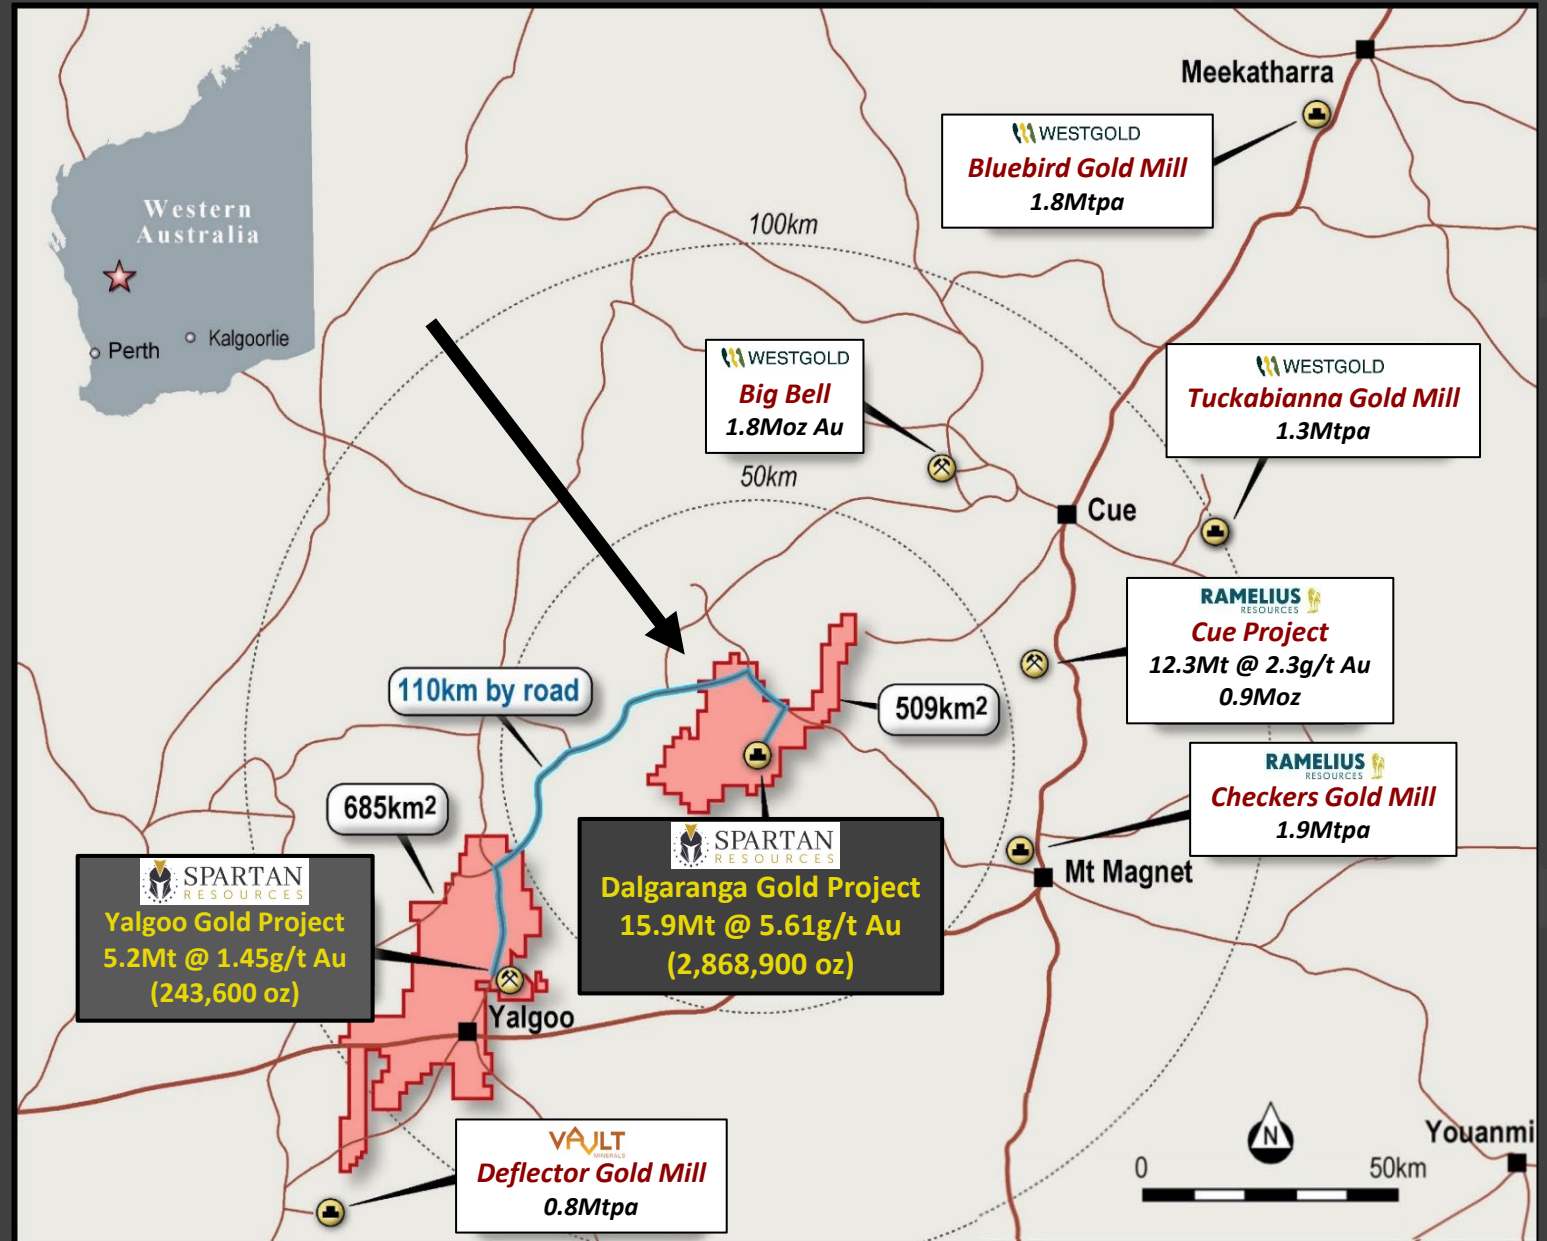 Meekatharra
WESTGOLD
Bluebird Gold Mill
1.8Mtpa
Western
Australia
Perth
Kalgoorlie
100km
WESTGOLD
Big Bell
1.8Moz Au
WESTGOLD
Tuckabianna Gold Mill
1.3Mtpa
50km
Cue
RAMELIUS
RESOURCES
Cue Project
12.3Mt @ 2.3g/t Au
0.9Moz
110km by road
509km2
685km2
RAMELIUS
RESOURCES
Checkers Gold Mill
1.9Mtpa
SPARTAN
RESOURCES
Dalgaranga Gold Project
15.9Mt @ 5.61g/t Au
(2,868,900 oz)
Mt Magnet
SPARTAN
RESOURCES
Yalgoo Gold Project
5.2Mt @ 1.45g/t Au
(243,600 oz)
Yalgoo
VAULT
MINERALS
Deflector Gold Mill
0.8Mtpa
N
Youanmi
0
50km